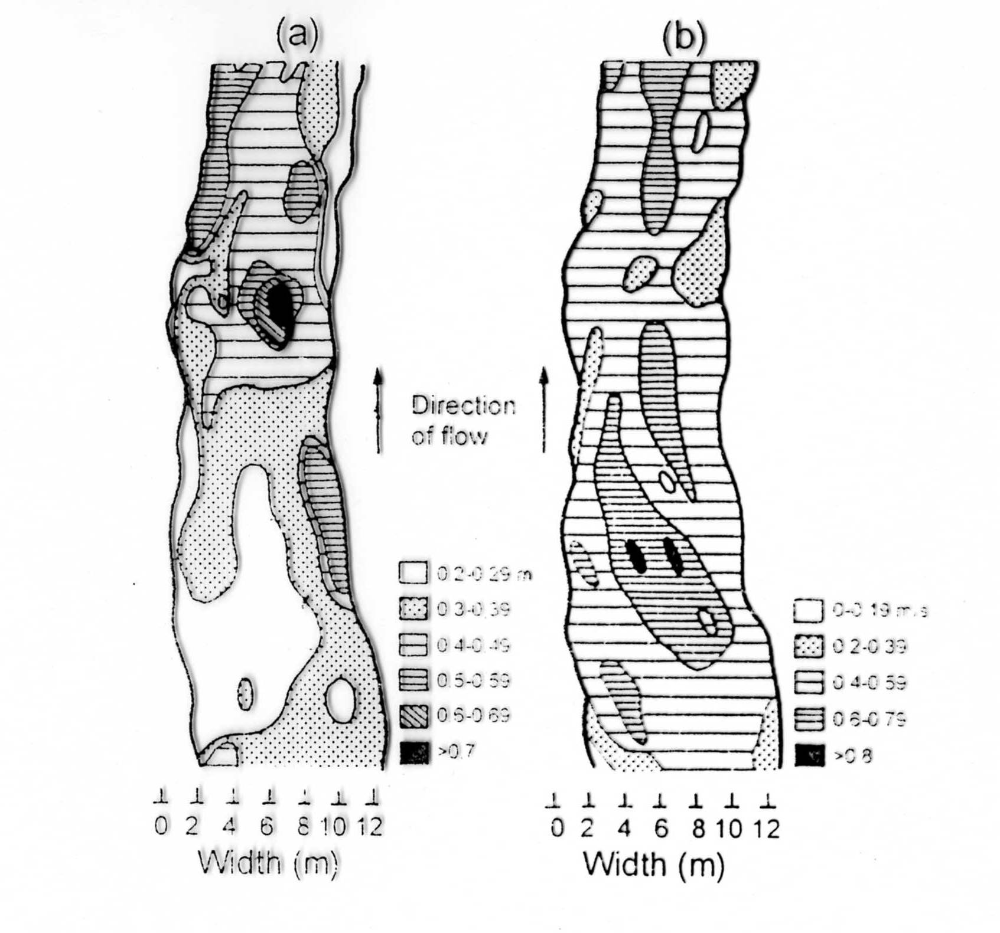 (a)
(b)
Direction
of flow
0.2-0.29 m
0.3-0.39
0.4-0.49
0.5-0.59
0.6-0.69
>0.7
0-0.19 m.s
0.2-0.39
0.4-0.59
0.6-0.79
>0.8
0 2 4 6 8 10 12
Width (m)
0 2 4 6 8 10 12
Width (m)